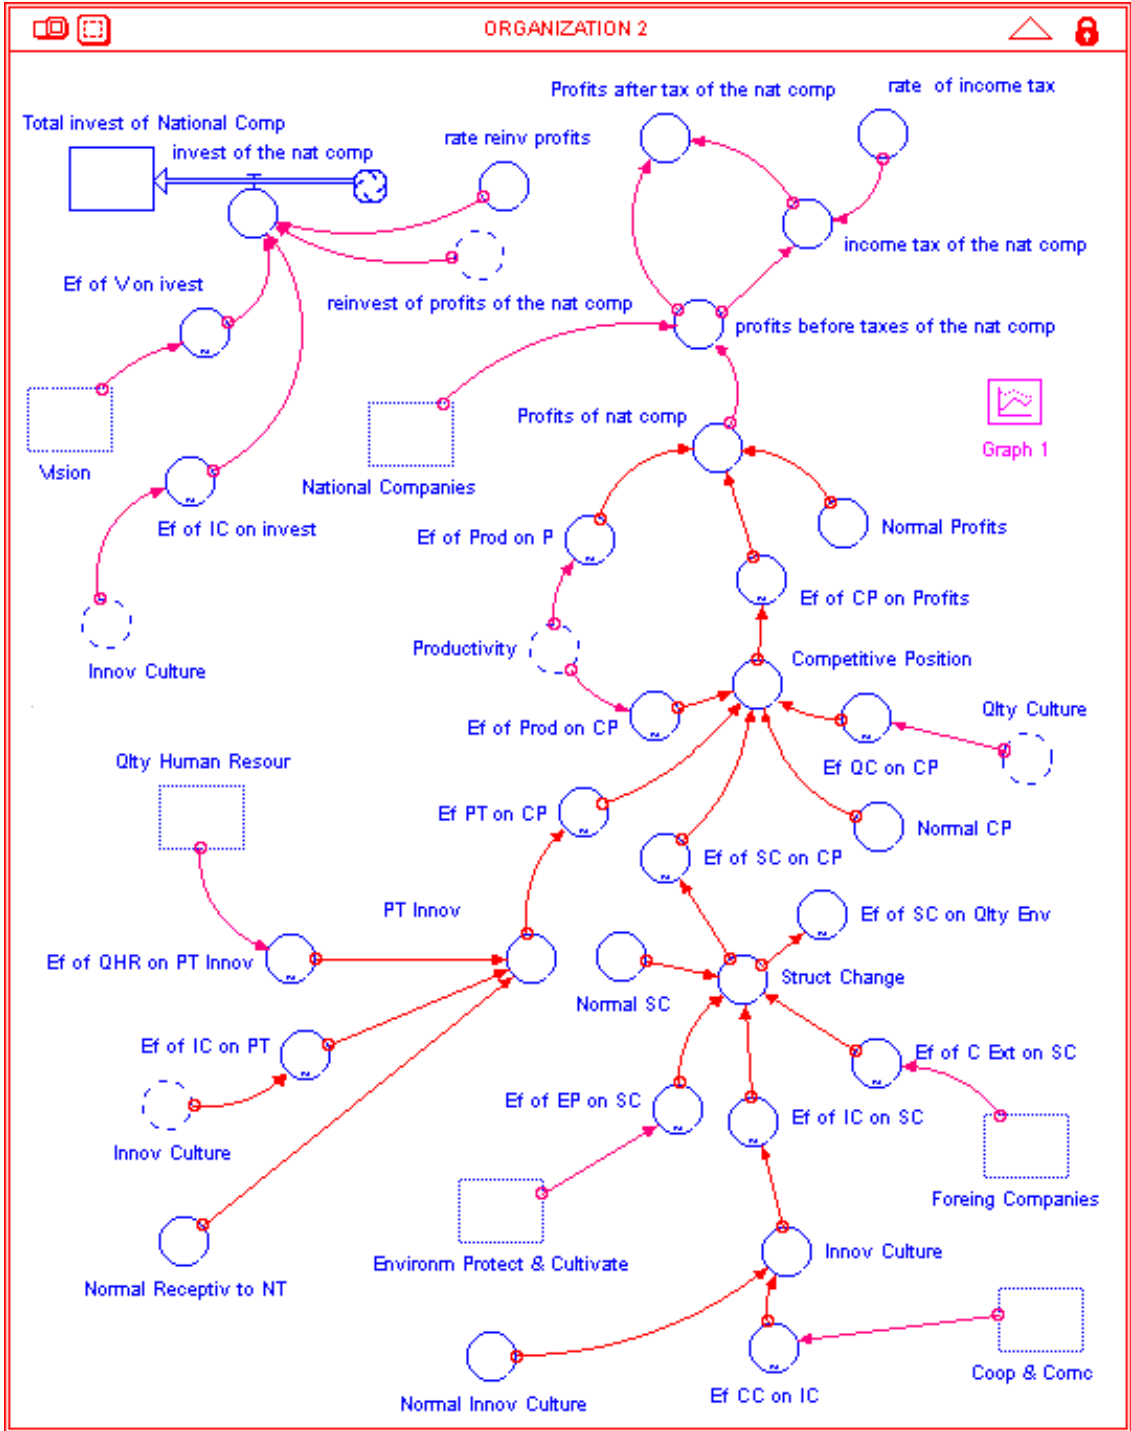 ORGANIZATION 2
Profits after tax of the nat comp
rate of income tax
Total invest of National Comp
invest of the nat comp
rate reinv profits
income tax of the nat comp
Ef of V on ivest
reinvest of profits of the nat comp
profits before taxes of the nat comp
Profits of nat comp
Graph 1
Vision
National Companies
Ef of IC on invest
Ef of Prod on P
Normal Profits
Ef of CP on Profits
Innov Culture
Productivity
Competitive Position
Qlty Culture
Ef of Prod on CP
Qlty Human Resour
Ef QC on CP
Ef PT on CP
Normal CP
Ef of SC on CP
PT Innov
Ef of SC on Qlty Env
Ef of QHR on PT Innov
Struct Change
Normal SC
Ef of IC on PT
Ef of C Ext on SC
Ef of EP on SC
Ef of IC on SC
Innov Culture
Foreing Companies
Environm Protect & Cultivate
Innov Culture
Normal Receptiv to NT
Coop & Comc
Normal Innov Culture
Ef CC on IC